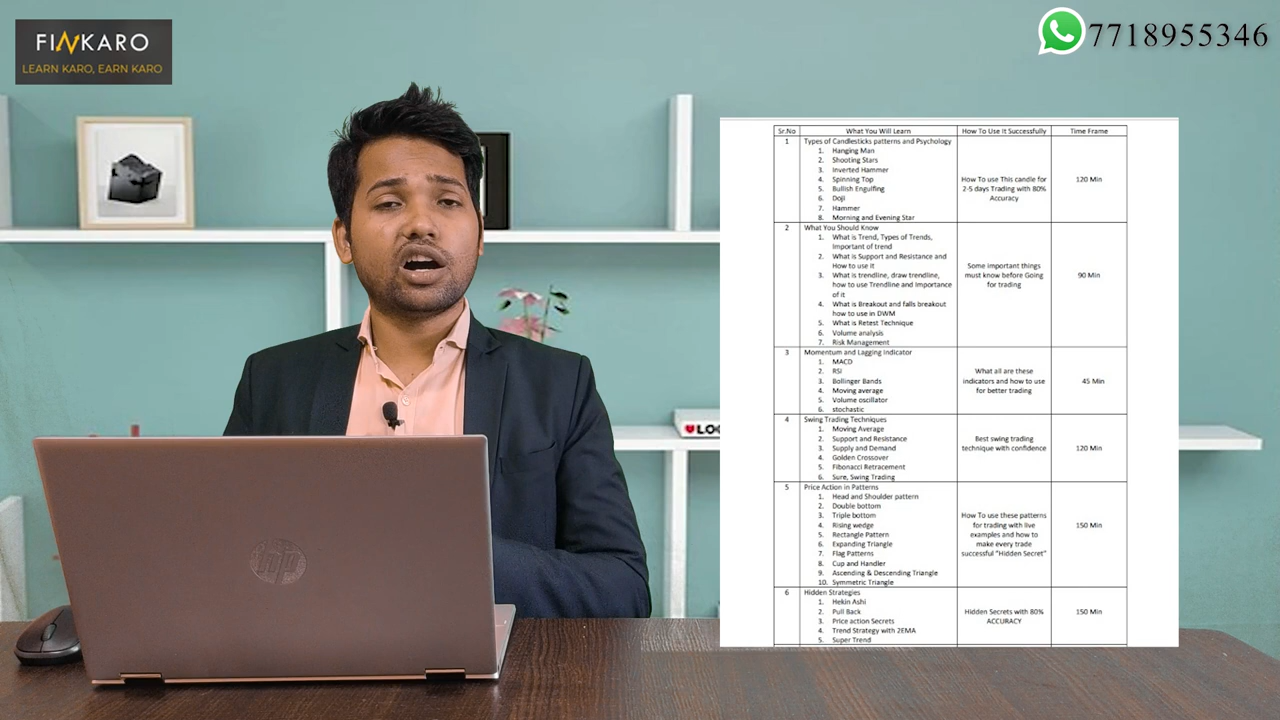 FINKARO
LEARN KARO, EARN KARO
7718955346
Sr.No What You Will Learn How To Use It Successfully Time Frame
1 Types of Candlesticks patterns and Psychology
1. Hanging Man
2. Shooting Stars
3. Inverted Hammer
4. Spinning Top
5. Bullish Engulfing
6. Doji
7. Hammer
8. Morning and Evening Star
How To use This candle for
2-5 days Trading with 80%
Accuracy
120 Min
2 What You Should Know
1. What is Trend, Types of Trends,
Important of trend
2. What is Support and Resistance and
How to use it
3. What is trendline, draw trendline,
how to use Trendline and Importance
of it
4. What is Breakout and falls breakout
how to use in DWM
5. What is Retest Technique
6. Volume analysis
7. Risk Management
Some important things
must know before Going
for trading
90 Min
3 Momentum and Lagging Indicator
1. MACD
2. RSI
3. Bollinger Bands
4. Moving average
5. Volume oscillator
6. stochastic
What all are these
indicators and how to use
for better trading
45 Min
4 Swing Trading Techniques
1. Moving Average
2. Support and Resistance
3. Supply and Demand
4. Golden Crossover
5. Fibonacci Retracement
6. Sure, Swing Trading
Best swing trading
technique with confidence
120 Min
5 Price Action in Patterns
1. Head and Shoulder pattern
2. Double bottom
3. Triple bottom
4. Rising wedge
5. Rectangle Pattern
6. Expanding Triangle
7. Flag Patterns
8. Cup and Handler
9. Ascending & Descending Triangle
10. Symmetric Triangle
How To use these patterns
for trading with live
examples and how to
make every trade
successful "Hidden Secret"
150 Min
6 Hidden Strategies
1. Hekin Ashi
2. Pull Back
3. Price action Secrets
4. Trend Strategy with 2EMA
5. Super Trend
Hidden Secrets with 80%
ACCURACY
150 Min
hp